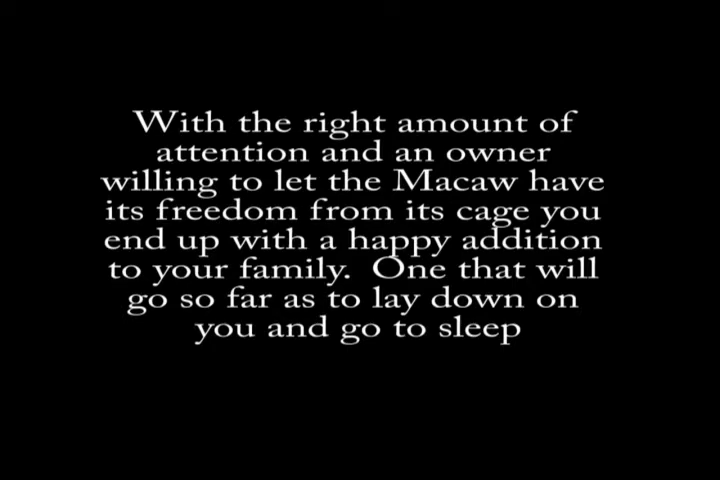 With the right amount of
attention and an owner
willing to let the Macaw have
its freedom from its cage you
end up with a happy addition
to your family.  One that will
go so far as to lay down on
you and go to sleep